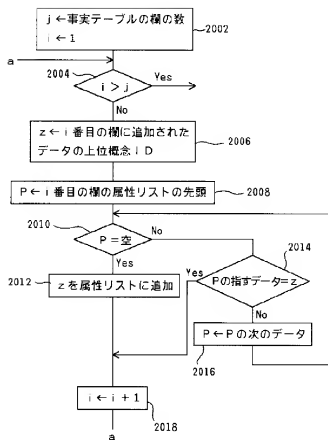 j ← 事実テーブルの欄の数
i ← 1
2002
a
2004
i > j
Yes
No
z ← i 番目の欄に追加された
データの上位概念ID
2006
P ← i 番目の欄の属性リストの先頭
2008
2010
P = 空
No
2014
Yes
Yes
Pの指すデータ=z
2012
z を属性リストに追加
No
P ← P の次のデータ
2016
i ← i + 1
2018
a